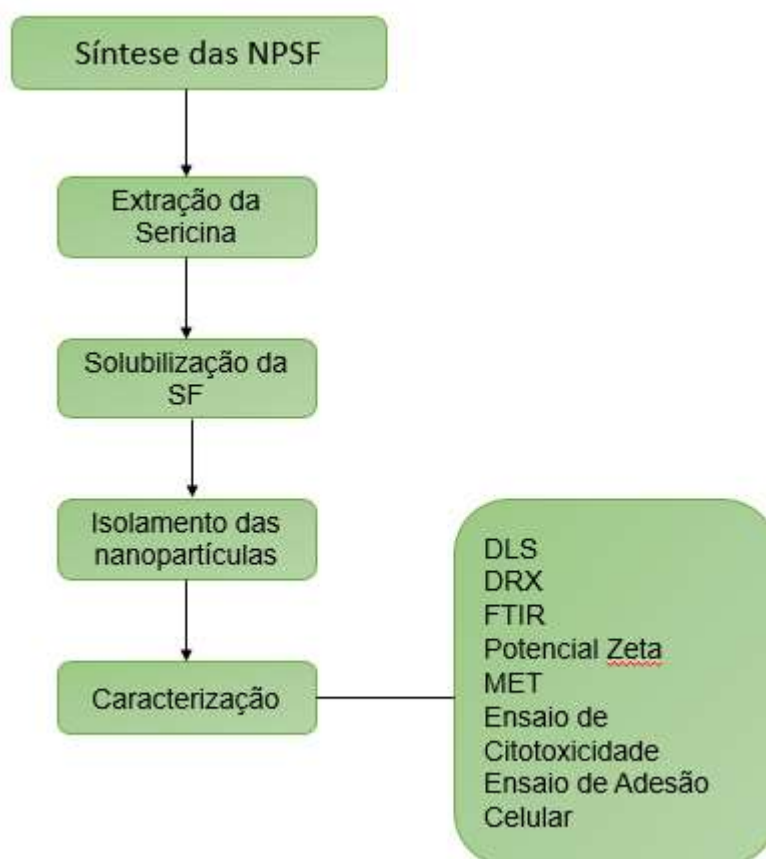 Síntese das NPSF
Extração da
Sericina
Solubilização da
SF
Isolamento das
nanopartículas
Caracterização
DLS
DRX
FTIR
Potencial Zeta
MET
Ensaio de
Citotoxicidade
Ensaio de Adesão
Celular